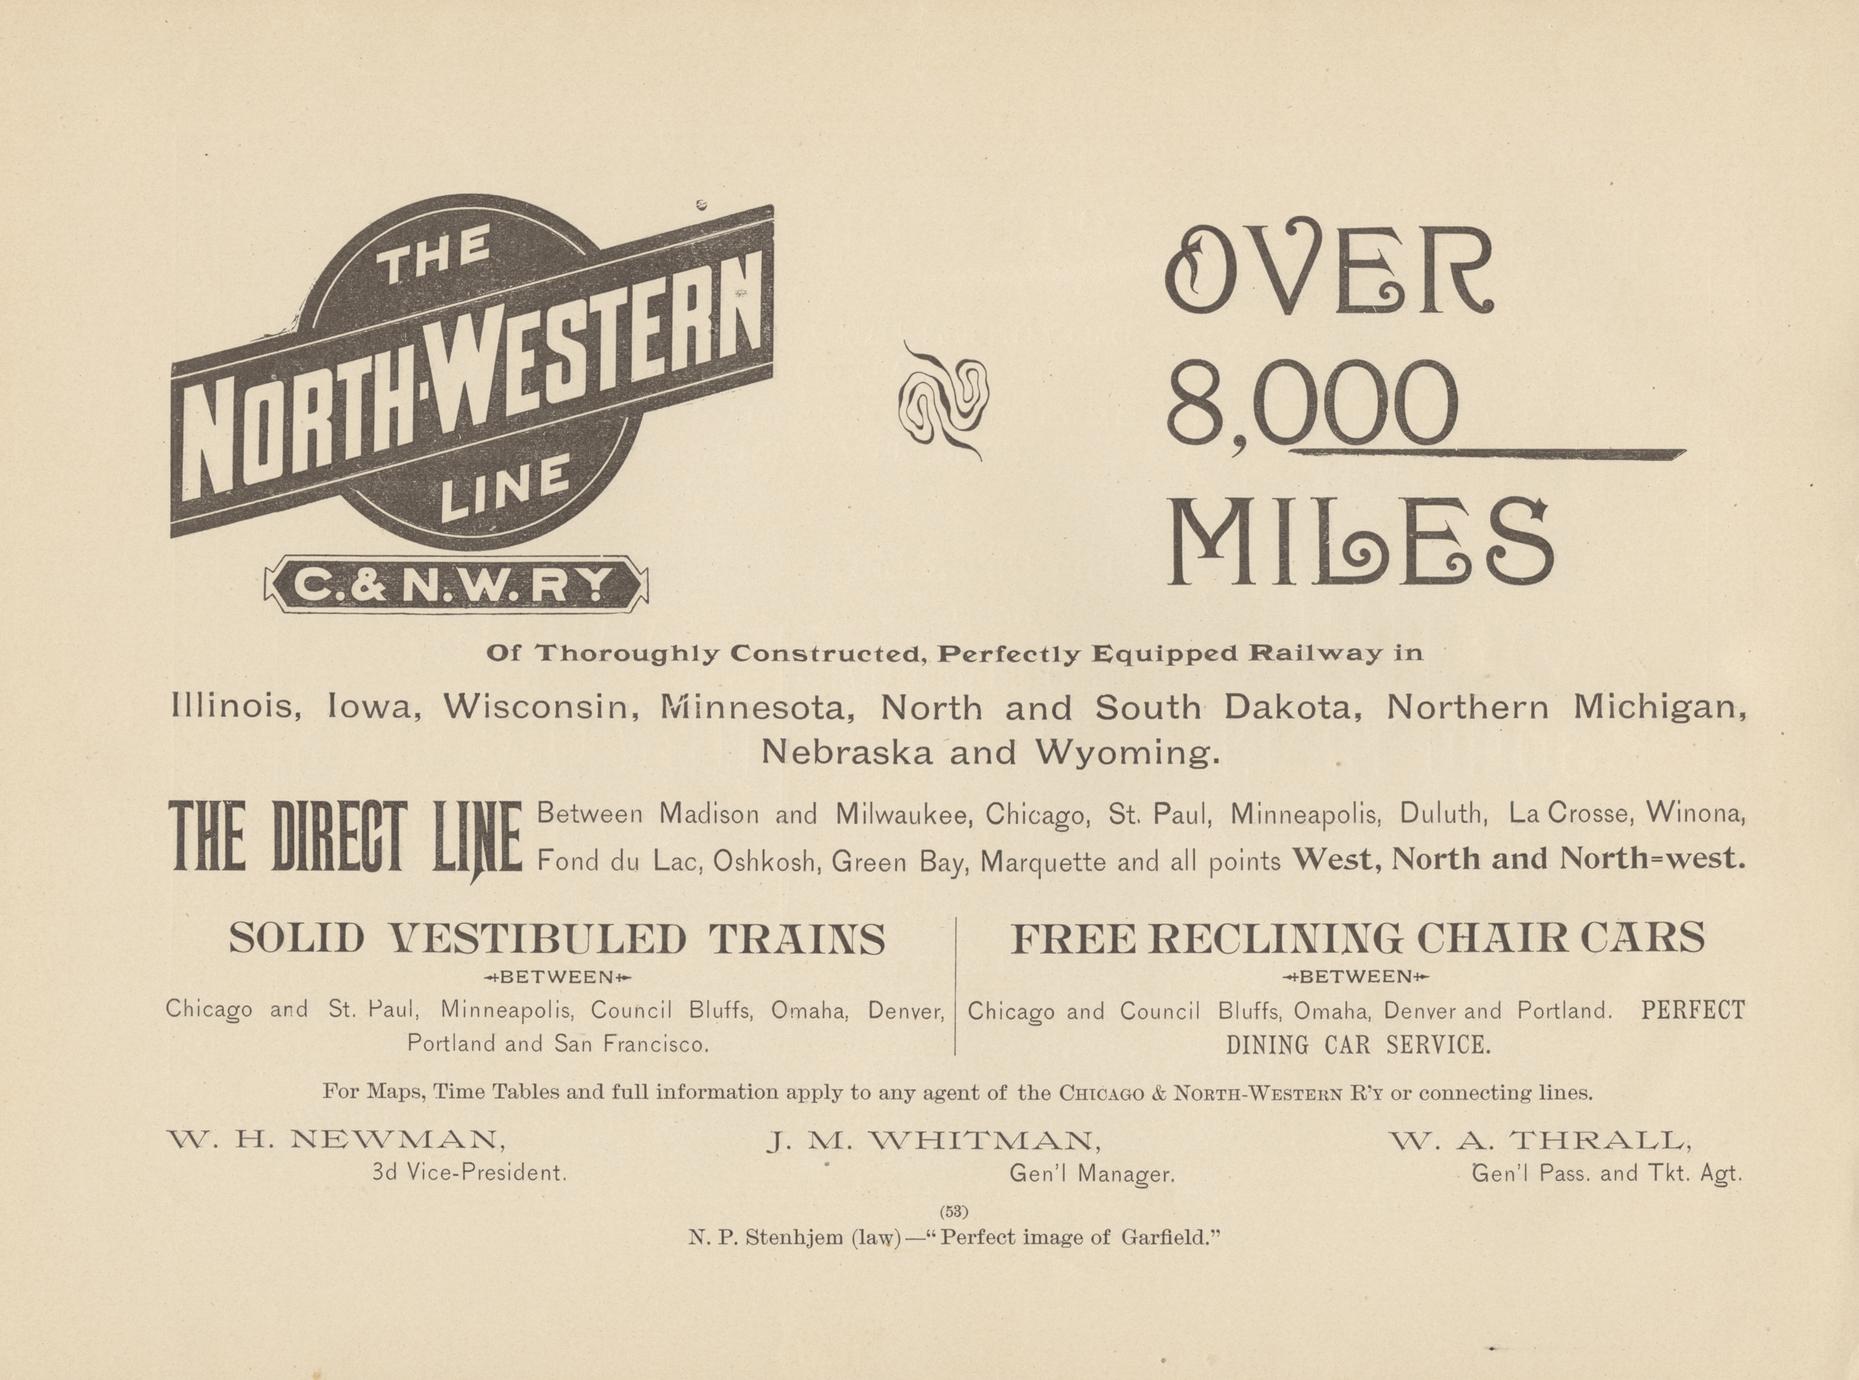 THE
NORTH-WESTERN
LINE
C. & N. W. RY
OVER
8,000
MILES
Of Thoroughly Constructed, Perfectly Equipped Railway in
Illinois, Iowa, Wisconsin, Minnesota, North and South Dakota, Northern Michigan,
Nebraska and Wyoming.
THE DIRECT LINE
Between Madison and Milwaukee, Chicago, St. Paul, Minneapolis, Duluth, La Crosse, Winona,
Fond du Lac, Oshkosh, Green Bay, Marquette and all points West, North and North=west.
SOLID VESTIBULED TRAINS
BETWEEN
Chicago and St. Paul, Minneapolis, Council Bluffs, Omaha, Denver,
Portland and San Francisco.
FREE RECLINING CHAIR CARS
BETWEEN
Chicago and Council Bluffs, Omaha, Denver and Portland. PERFECT
DINING CAR SERVICE.
For Maps, Time Tables and full information apply to any agent of the CHICAGO & NORTH-WESTERN R'Y or connecting lines.
W. H. NEWMAN,
3d Vice-President.
J. M. WHITMAN,
Gen'l Manager.
W. A. THRALL,
Gen'l Pass. and Tkt. Agt.
(53)
N. P. Stenhjem (law)—“Perfect image of Garfield.”